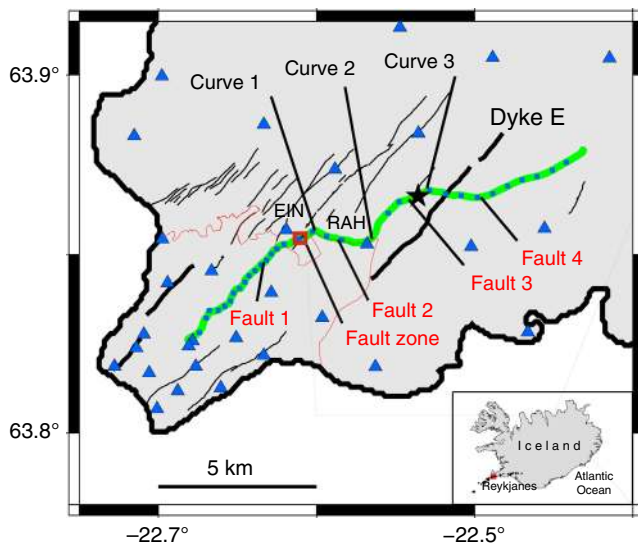 63.9°
Curve 1
Curve 2
Curve 3
Dyke E
EIN
RAH
Fault 4
Fault 3
Fault 2
Fault 1
Fault zone
63.8°
5 km
Iceland
Reykjanes
Atlantic
Ocean
−22.7°
−22.5°